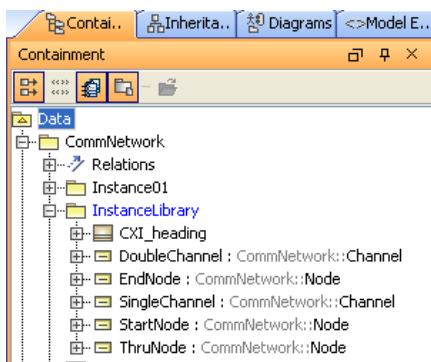 Contai.. Inherita.. Diagrams <>Model E..
Containment
Data
CommNetwork
Relations
Instance01
InstanceLibrary
CXI_heading
DoubleChannel : CommNetwork::Channel
EndNode : CommNetwork::Node
SingleChannel : CommNetwork::Channel
StartNode : CommNetwork::Node
ThruNode : CommNetwork::Node